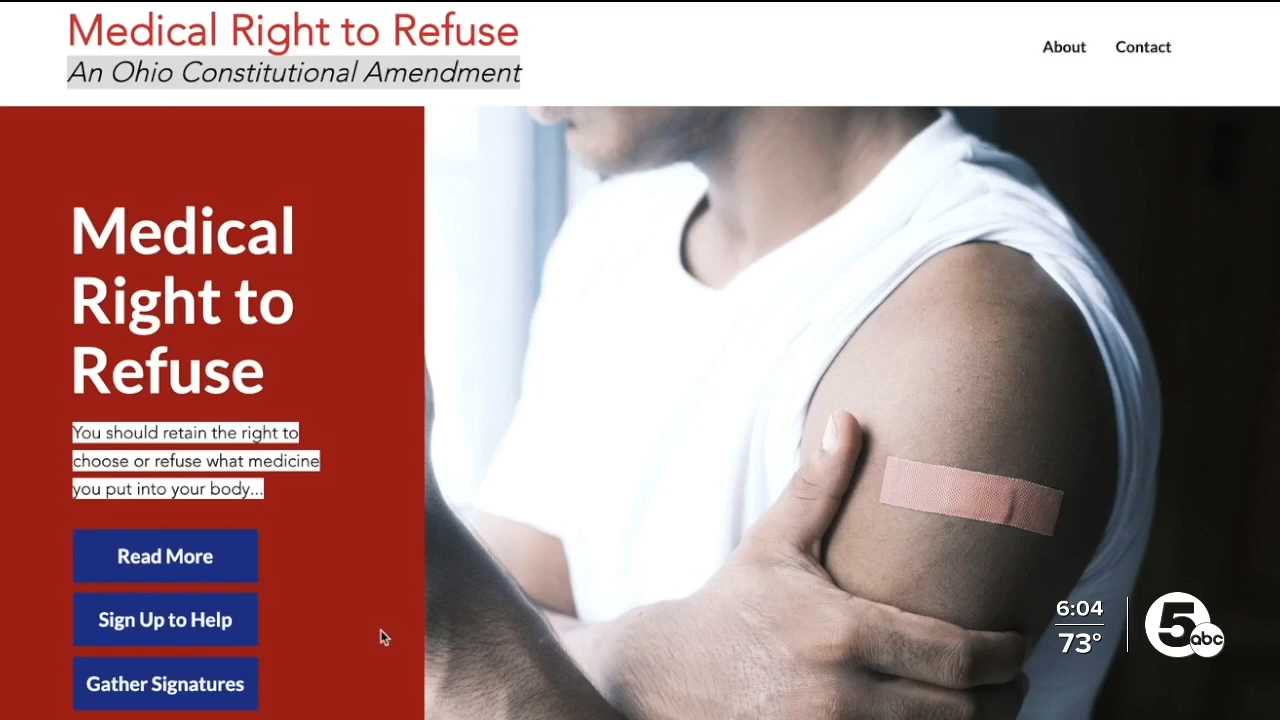 Medical Right to Refuse
An Ohio Constitutional Amendment
About
Contact
Medical
Right to
Refuse
You should retain the right to
choose or refuse what medicine
you put into your body...
Read More
Sign Up to Help
Gather Signatures
6:04
73°
5
abc